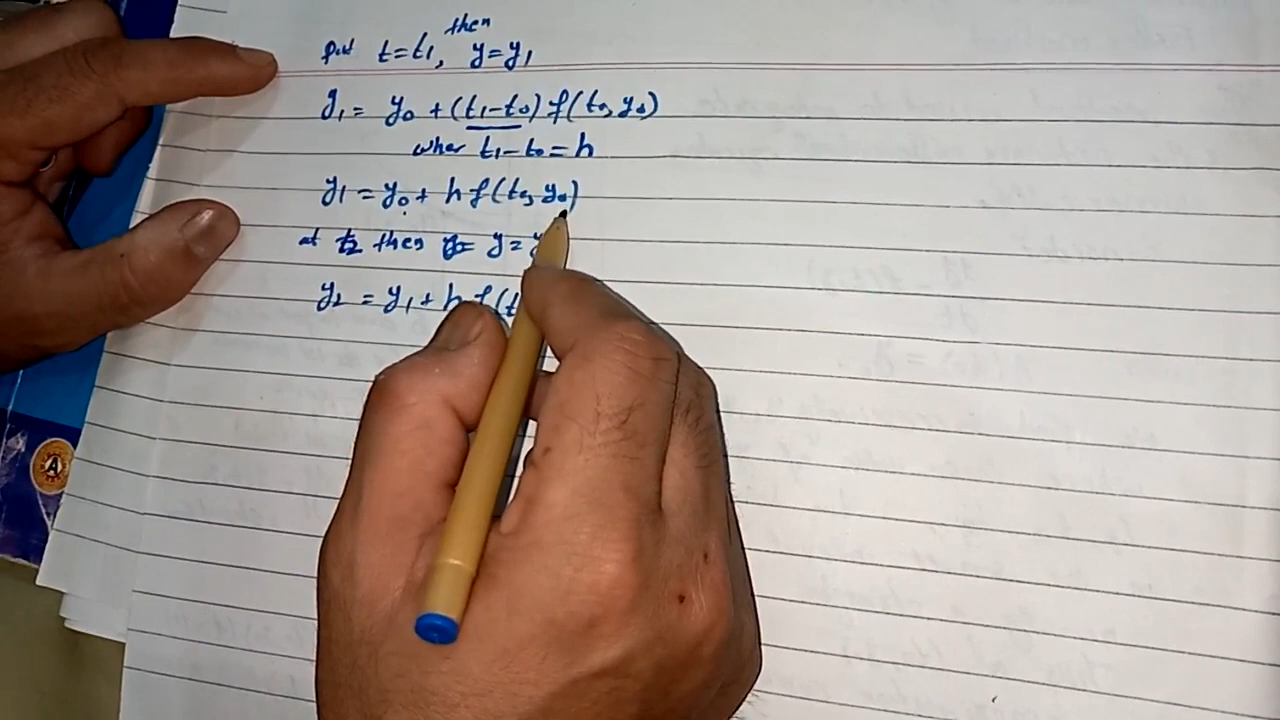 then
put t=t1, y=y1
y1 = y0 + (t1-t0) f(t0, y0)
wher t1-t0 = h
y1 = y0 + h f(t0, y0)
at t2 then y=
y2 = y1 + h f(t
A